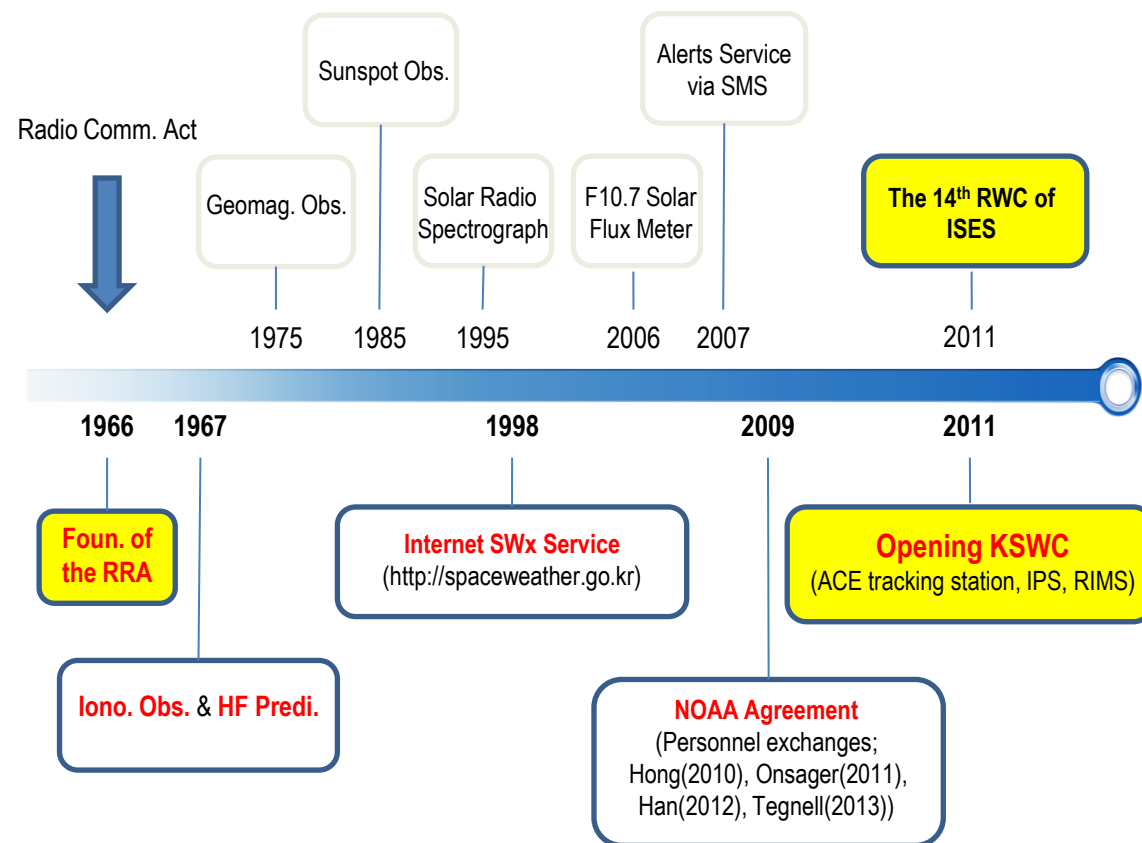 Radio Comm. Act
Geomag. Obs.
Sunspot Obs.
Solar Radio
Spectrograph
F10.7 Solar
Flux Meter
Alerts Service
via SMS
The 14th RWC of
ISES
1975
1985
1995
2006
2007
2011
1966
1967
1998
2009
2011
Foun. of
the RRA
Iono. Obs. & HF Predi.
Internet SWx Service
(http://spaceweather.go.kr)
NOAA Agreement
(Personnel exchanges;
Hong(2010), Onsager(2011),
Han(2012), Tegnell(2013))
Opening KSWC
(ACE tracking station, IPS, RIMS)